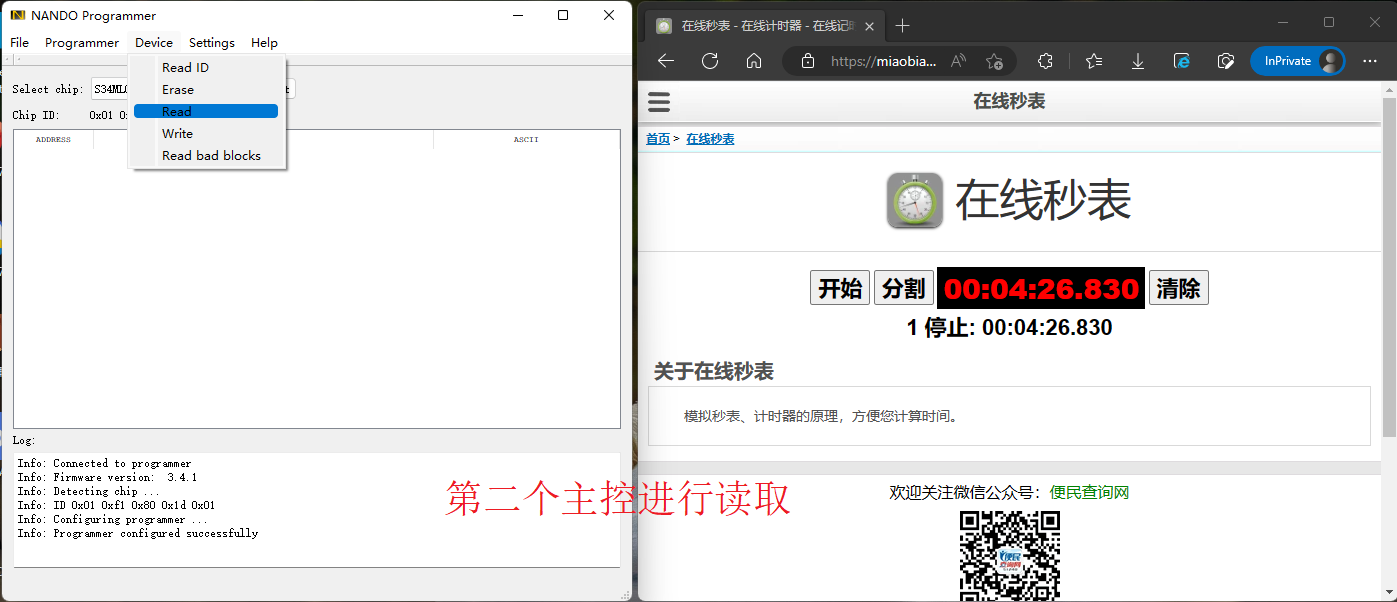 NANDO Programmer
File Programmer Device Settings Help
Read ID
Erase
Read
Write
Read bad blocks
Select chip: S34ML
Chip ID: 0x01
ADDRESS ASCII
Log:
Info: Connected to programmer
Info: Firmware version: 3.4.1
Info: Detecting chip ...
Info: ID 0x01 0xf1 0x80 0x1d 0x01
Info: Configuring programmer ...
Info: Programmer configured successfully
第二个主控进行读取
在线秒表 - 在线计时器 - 在线记
https://miaobia...
InPrivate
在线秒表
首页 > 在线秒表
在线秒表
开始 分割 00:04:26.830 清除
1 停止: 00:04:26.830
关于在线秒表
模拟秒表、计时器的原理，方便您计算时间。
欢迎关注微信公众号：便民查询网